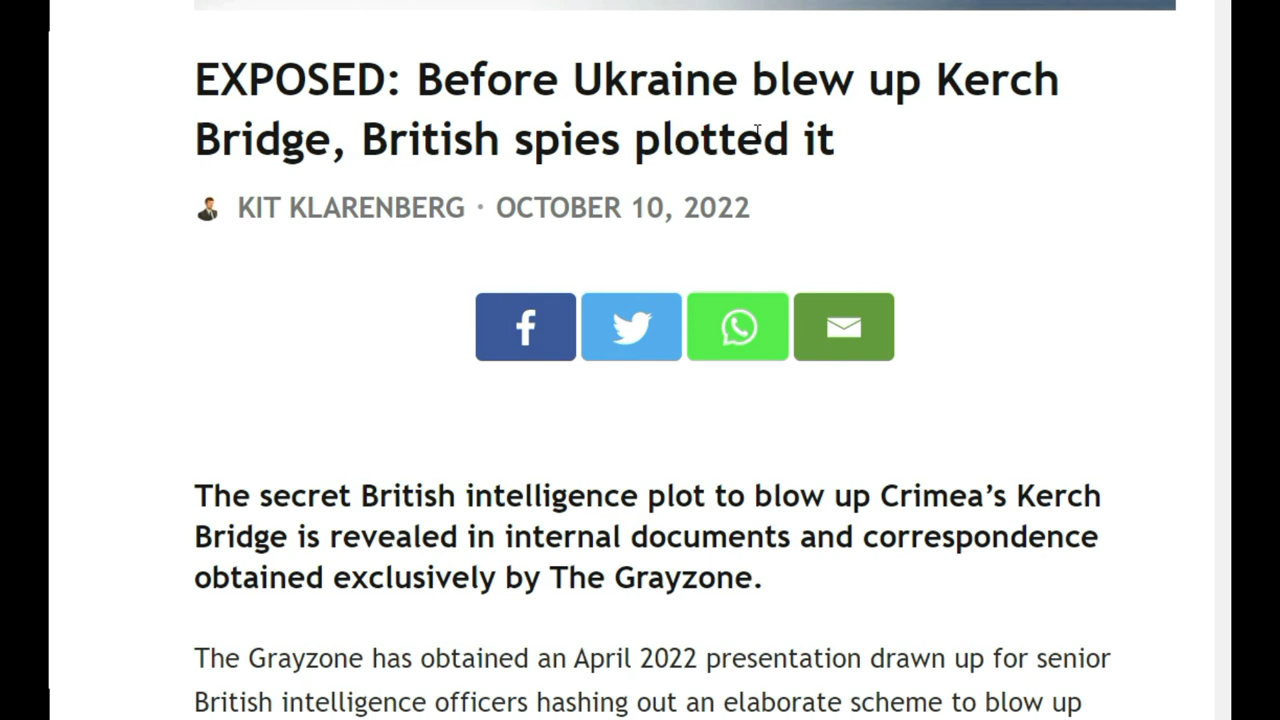 EXPOSED: Before Ukraine blew up Kerch
Bridge, British spies plotted it
KIT KLARENBERG · OCTOBER 10, 2022
The secret British intelligence plot to blow up Crimea’s Kerch
Bridge is revealed in internal documents and correspondence
obtained exclusively by The Grayzone.
The Grayzone has obtained an April 2022 presentation drawn up for senior
British intelligence officers hashing out an elaborate scheme to blow up